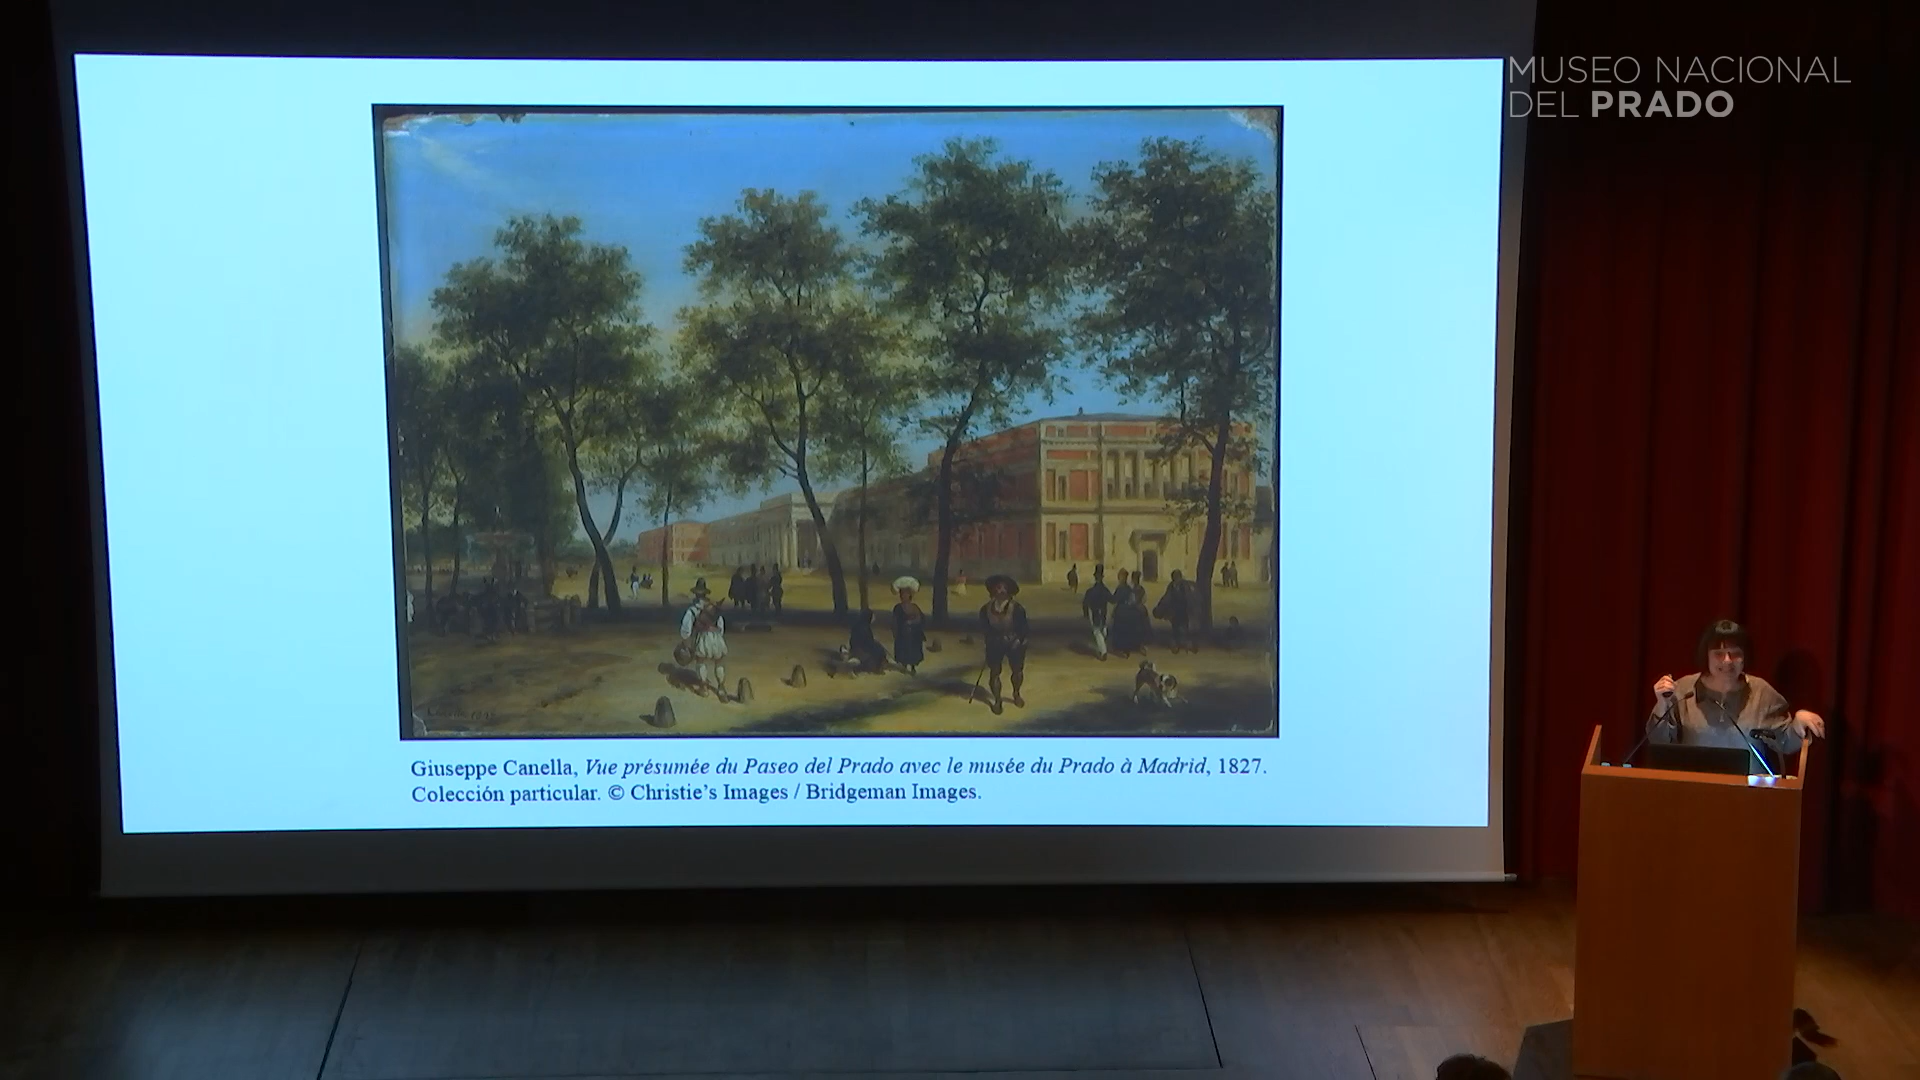 MUSEO NACIONAL
DEL PRADO
Giuseppe Canella, Vue présumée du Paseo del Prado avec le musée du Prado à Madrid, 1827.
Colección particular. © Christie's Images / Bridgeman Images.